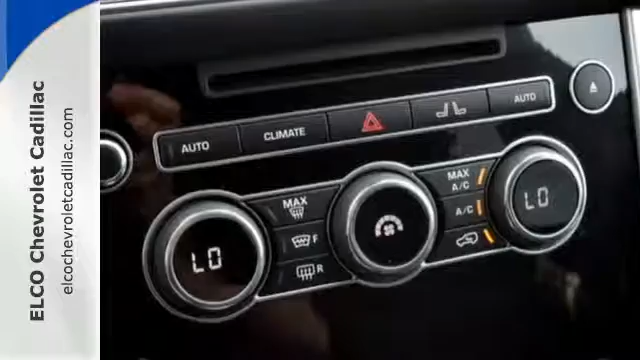 ELCO Chevrolet Cadillac
elcochevroletcadillac.com
AUTO
CLIMATE
AUTO
MAX
F
R
LO
MAX
A/C
A/C
LO